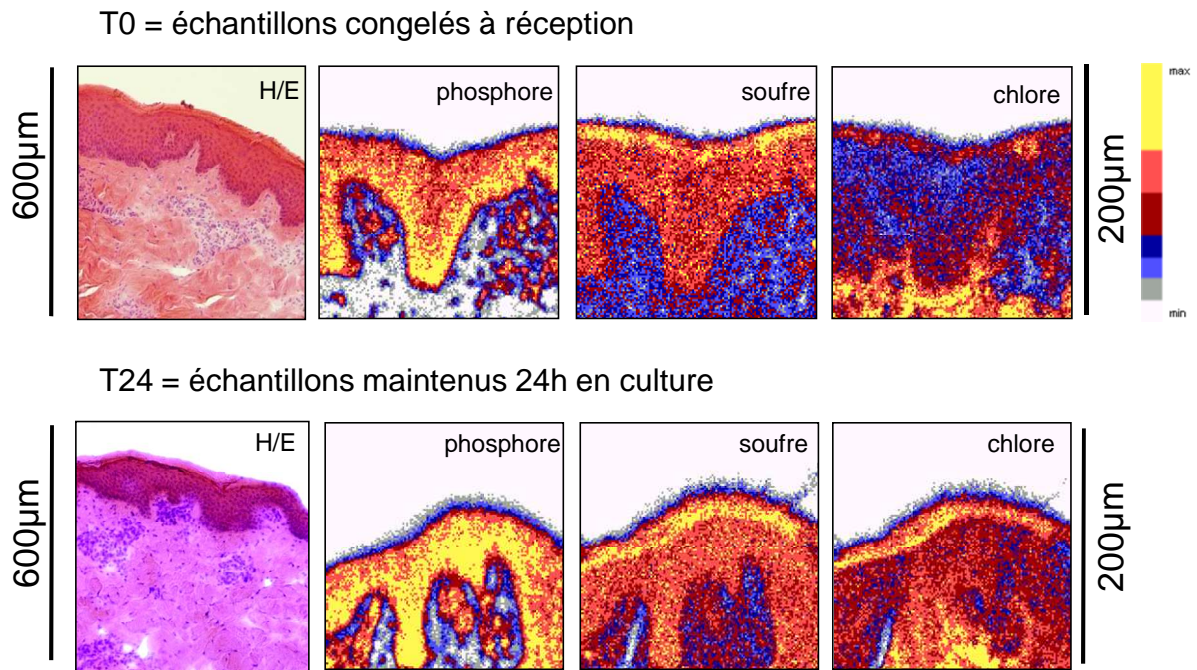 T0 = échantillons congelés à réception
600µm
H/E
phosphore
soufre
chlore
200µm
max
min
T24 = échantillons maintenus 24h en culture
600µm
H/E
phosphore
soufre
chlore
200µm